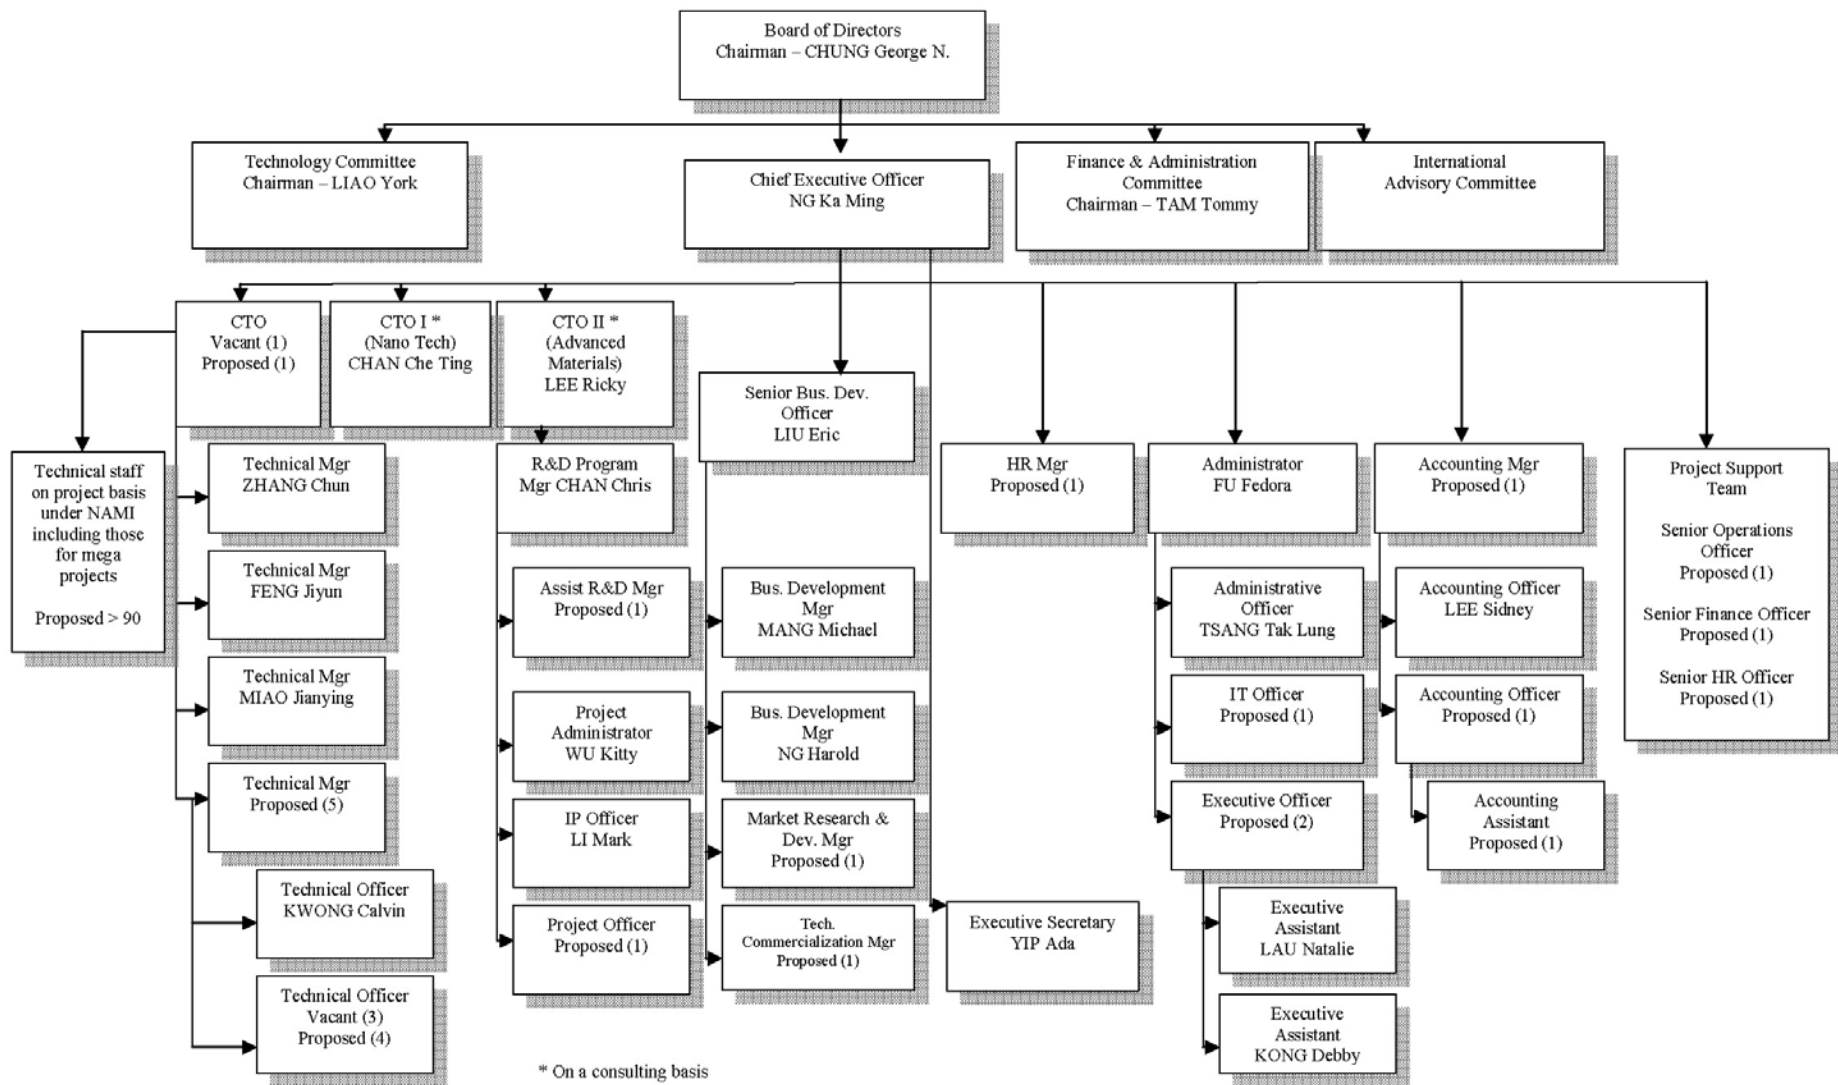 Board of Directors
Chairman – CHUNG George N.
Technology Committee
Chairman – LIAO York
Chief Executive Officer
NG Ka Ming
Finance & Administration
Committee
Chairman – TAM Tommy
International
Advisory Committee
CTO
Vacant (1)
Proposed (1)
CTO I *
(Nano Tech)
CHAN Che Ting
CTO II *
(Advanced
Materials)
LEE Ricky
Senior Bus. Dev.
Officer
LIU Eric
Technical staff
on project basis
under NAMI
including those
for mega
projects
Proposed > 90
Technical Mgr
ZHANG Chun
R&D Program
Mgr CHAN Chris
HR Mgr
Proposed (1)
Administrator
FU Fedora
Accounting Mgr
Proposed (1)
Project Support
Team
Senior Operations
Officer
Proposed (1)
Senior Finance Officer
Proposed (1)
Senior HR Officer
Proposed (1)
Technical Mgr
FENG Jiyun
Assist R&D Mgr
Proposed (1)
Bus. Development
Mgr
MANG Michael
Administrative
Officer
TSANG Tak Lung
Accounting Officer
LEE Sidney
Technical Mgr
MIAO Jianying
Project
Administrator
WU Kitty
Bus. Development
Mgr
NG Harold
IT Officer
Proposed (1)
Accounting Officer
Proposed (1)
Technical Mgr
Proposed (5)
IP Officer
LI Mark
Market Research &
Dev. Mgr
Proposed (1)
Executive Officer
Proposed (2)
Accounting
Assistant
Proposed (1)
Technical Officer
KWONG Calvin
Project Officer
Proposed (1)
Tech.
Commercialization Mgr
Proposed (1)
Executive Secretary
YIP Ada
Executive
Assistant
LAU Natalie
Technical Officer
Vacant (3)
Proposed (4)
Executive
Assistant
KONG Debby
* On a consulting basis